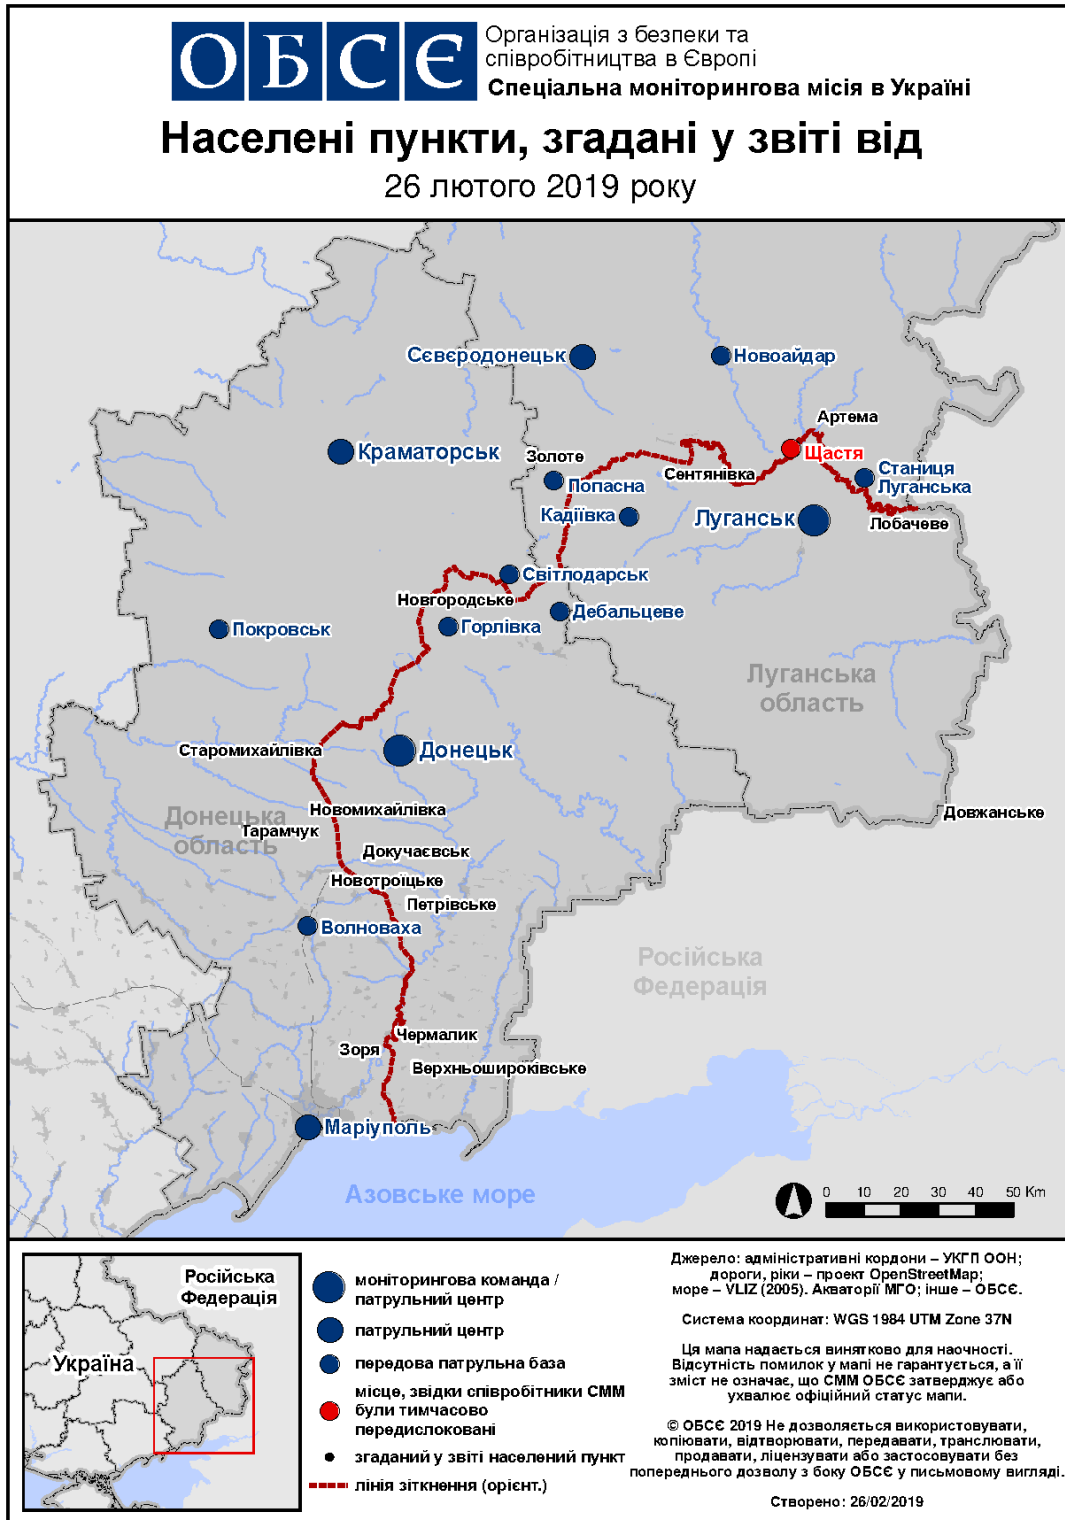 ОБСЄ
Організація з безпеки та
співробітництва в Європі
Спеціальна моніторингова місія в Україні
Населені пункти, згадані у звіті від
26 лютого 2019 року
Сєвєродонецьк
Новоайдар
Артема
Краматорськ
Золоте
Щастя
Сентянівка
Станиця
Луганська
Попасна
Кадіївка
Луганськ
Лобачеве
Світлодарськ
Новгородське
Дебальцеве
Горлівка
Покровськ
Луганська
область
Старомихайлівка
Донецьк
Новомихайлівка
Донецька
область
Тарамчук
Довжанське
Докучаєвськ
Новотроїцьке
Петрівське
Волноваха
Російська
Федерація
Чермалик
Зоря
Верхньошироківське
Маріуполь
Азовське море
0 10 20 30 40 50 Km
Російська
Федерація
Україна
моніторингова команда /
патрульний центр
патрульний центр
передова патрульна база
місце, звідки співробітники СММ
були тимчасово
передислоковані
згаданий у звіті населений пункт
лінія зіткнення (орієнт.)
Джерело: адміністративні кордони – УКГП ООН;
дороги, ріки – проект OpenStreetMap;
море – VLIZ (2005). Акваторії МГО; інше – ОБСЄ.
Система координат: WGS 1984 UTM Zone 37N
Ця мапа надається винятково для наочності.
Відсутність помилок у мапі не гарантується, а її
зміст не означає, що СММ ОБСЄ затверджує або
ухвалює офіційний статус мапи.
© ОБСЄ 2019 Не дозволяється використовувати,
копіювати, відтворювати, передавати, транслювати,
продавати, ліцензувати або застосовувати без
попереднього дозволу з боку ОБСЄ у письмовому вигляді.
Створено: 26/02/2019